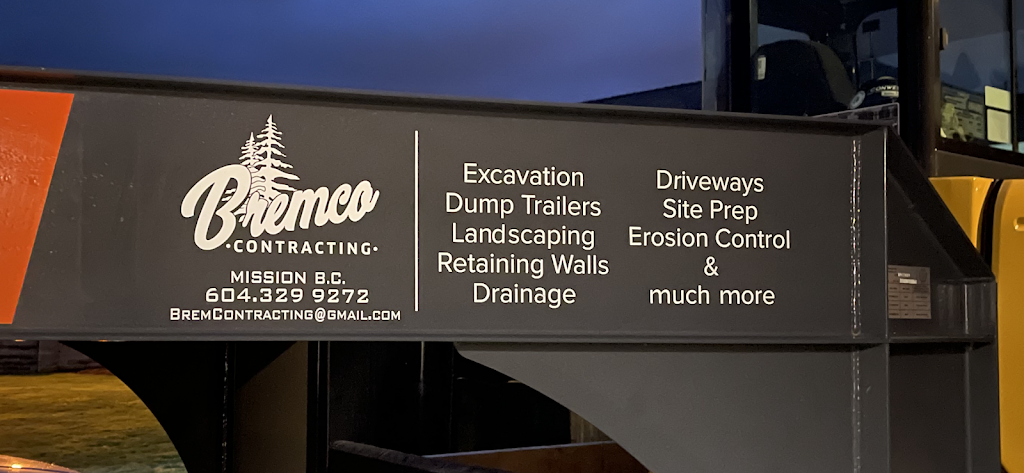 Bremco
•CONTRACTING•
MISSION B.C.
604.329 9272
BREMCONTRACTING@GMAIL.COM
Excavation
Dump Trailers
Landscaping
Retaining Walls
Drainage
Driveways
Site Prep
Erosion Control
&
much more